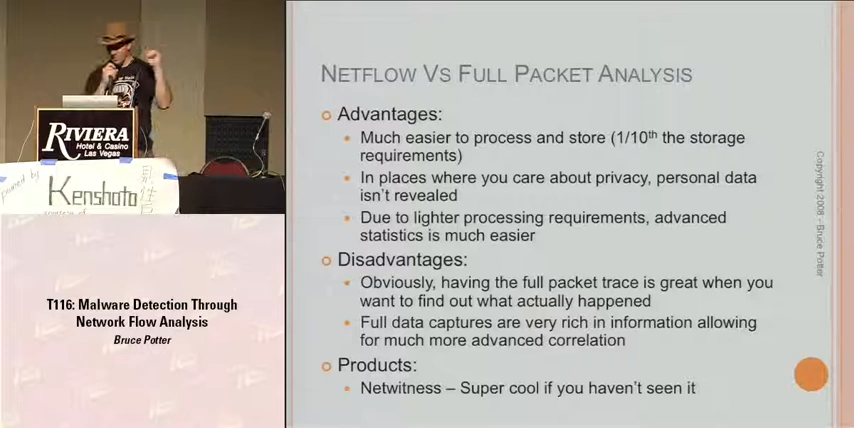 RIVIERA
Hotel & Casino
Las Vegas
Kenshoto
T116: Malware Detection Through
Network Flow Analysis
Bruce Potter
NETFLOW VS FULL PACKET ANALYSIS
Advantages:
Much easier to process and store (1/10th the storage
requirements)
In places where you care about privacy, personal data
isn't revealed
Due to lighter processing requirements, advanced
statistics is much easier
Disadvantages:
Obviously, having the full packet trace is great when you
want to find out what actually happened
Full data captures are very rich in information allowing
for much more advanced correlation
Products:
Netwitness – Super cool if you haven't seen it
Copyright 2008 - Bruce Potter